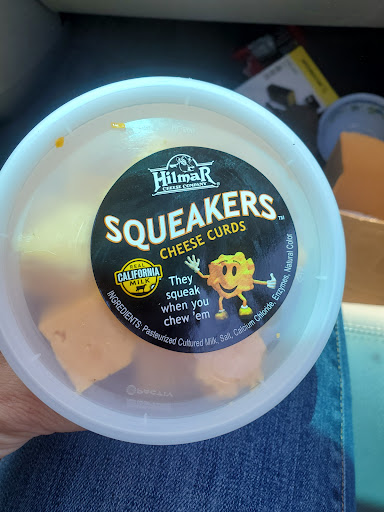 HilmaR
CHEESE COMPANY
®
SQUEAKERS™
CHEESE CURDS
REAL
CALIFORNIA
MILK
They
squeak
when you
chew 'em
INGREDIENTS: Pasteurized Cultured Milk, Salt, Calcium Chloride, Enzymes, Natural Color